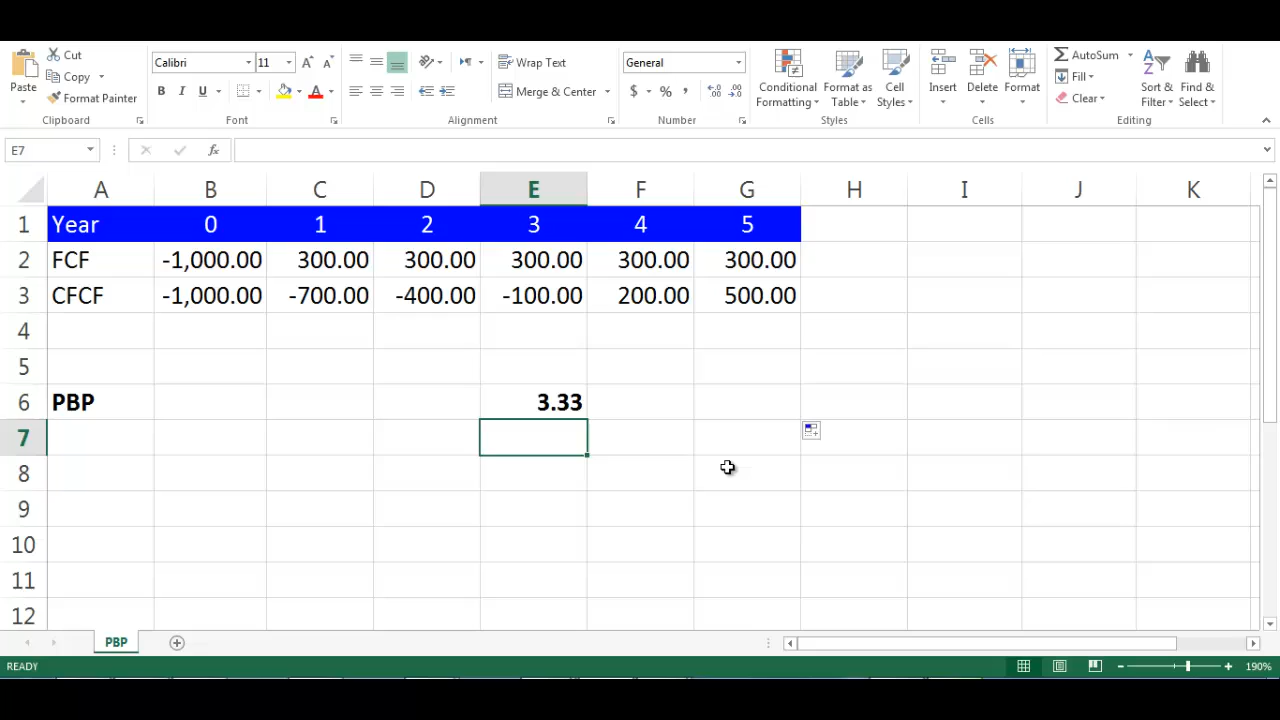 Cut
Copy
Format Painter
Paste
Clipboard
Calibri 11
B I U
Font
Wrap Text
Merge & Center
Alignment
General
$ % ,
Number
Conditional Formatting
Format as Table
Cell Styles
Styles
Insert
Delete
Format
Cells
AutoSum
Fill
Clear
Sort & Filter
Find & Select
Editing
E7 fx
A B C D E F G H I J K
1 Year 0 1 2 3 4 5
2 FCF -1,000.00 300.00 300.00 300.00 300.00 300.00
3 CFCF -1,000.00 -700.00 -400.00 -100.00 200.00 500.00
4
5
6 PBP 3.33
7
8
9
10
11
12
PBP
READY 190%